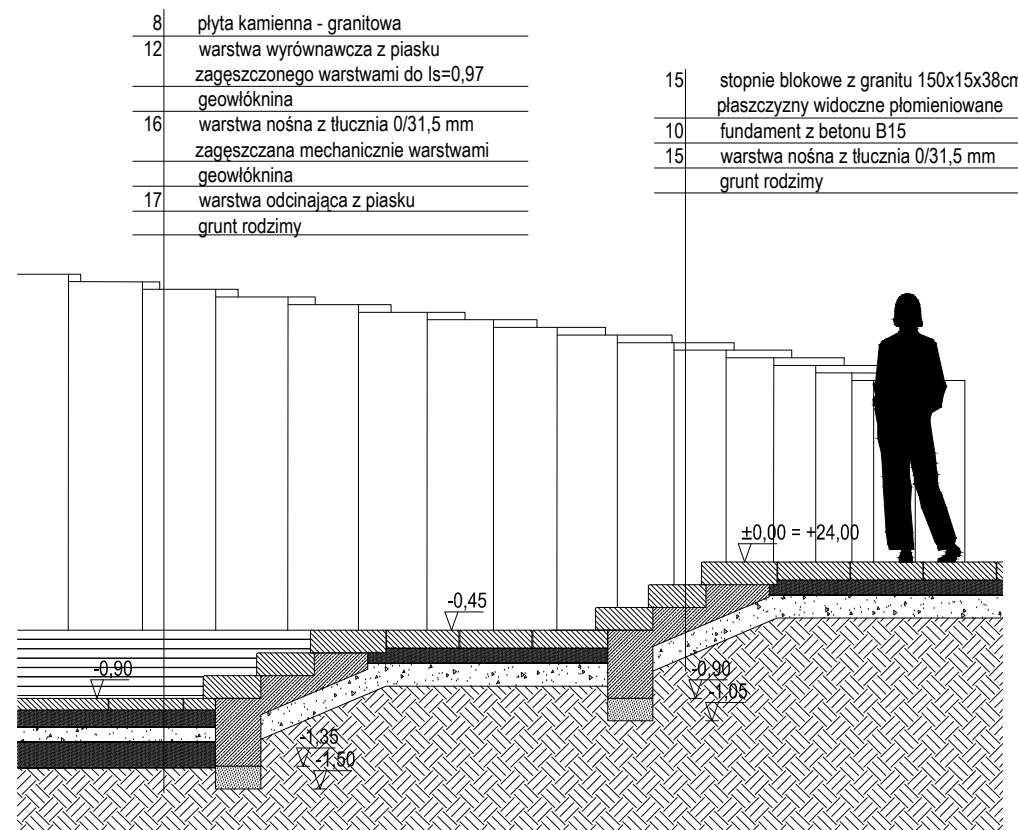 8 płyta kamienna - granitowa
12 warstwa wyrównawcza z piasku
zagęszczonego warstwami do Is=0,97
geowłóknina
16 warstwa nośna z tłucznia 0/31,5 mm
zagęszczana mechanicznie warstwami
geowłóknina
17 warstwa odcinająca z piasku
grunt rodzimy
15 stopnie blokowe z granitu 150x15x38cm
płaszczyzny widoczne płomieniowane
10 fundament z betonu B15
15 warstwa nośna z tłucznia 0/31,5 mm
grunt rodzimy
±0,00 = +24,00
-0,45
-0,90
-0,90
-1,05
-1,35
-1,50